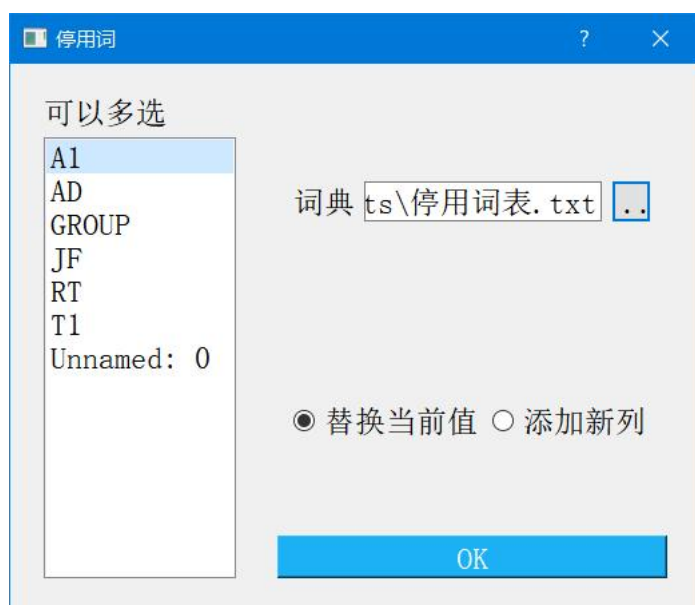 停用词
?
可以多选
A1
AD
GROUP
JF
RT
T1
Unnamed: 0
词典 ts\停用词表.txt ..
替换当前值 添加新列
OK